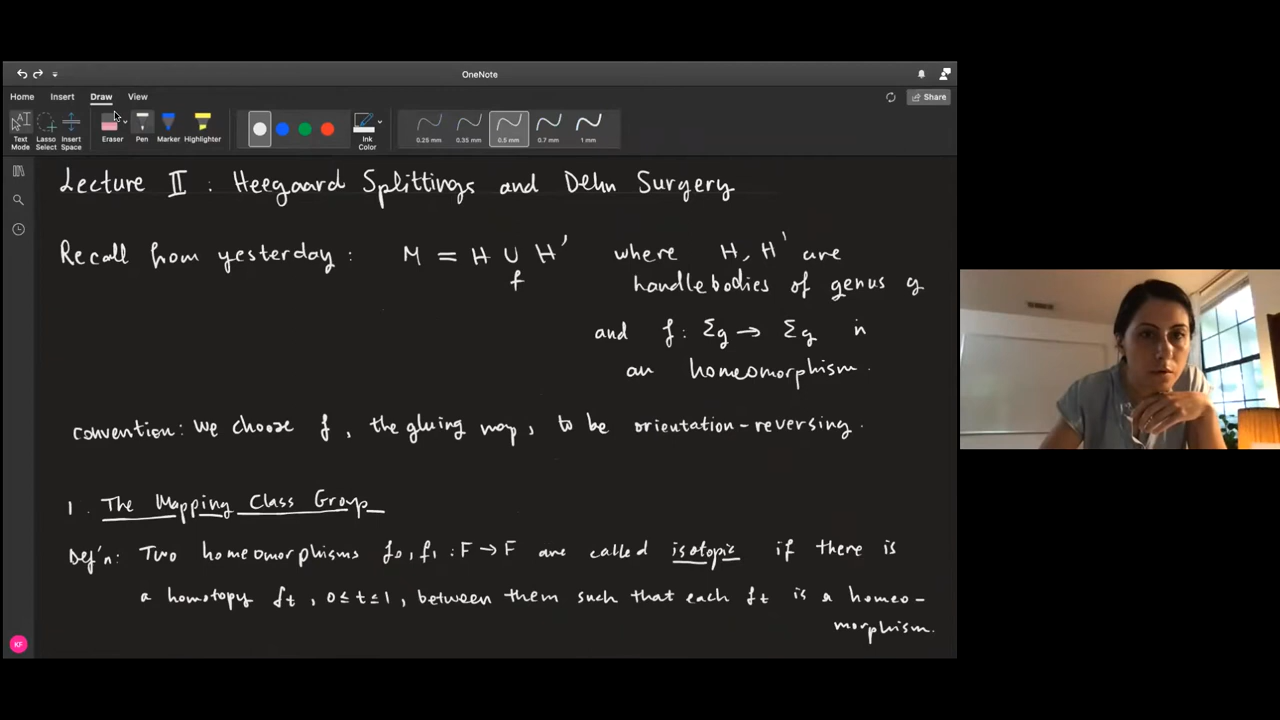 OneNote
Home Insert Draw View
Share
Text Mode
Lasso Select
Insert Space
Eraser
Pen
Marker
Highlighter
Ink Color
0.25 mm
0.35 mm
0.5 mm
0.7 mm
1 mm
Lecture II : Heegaard Splittings and Dehn Surgery
Recall from yesterday : M = H ∪ H' where H, H' are
f
handlebodies of genus g
and f : Σg → Σg is
an homeomorphism.
convention: We choose f, the gluing map, to be orientation-reversing.
1. The Mapping Class Group
Def'n: Two homeomorphisms f₀, f₁ : F → F are called isotopic if there is
a homotopy ft, 0 ≤ t ≤ 1, between them such that each ft is a homeo-
morphism.
KF